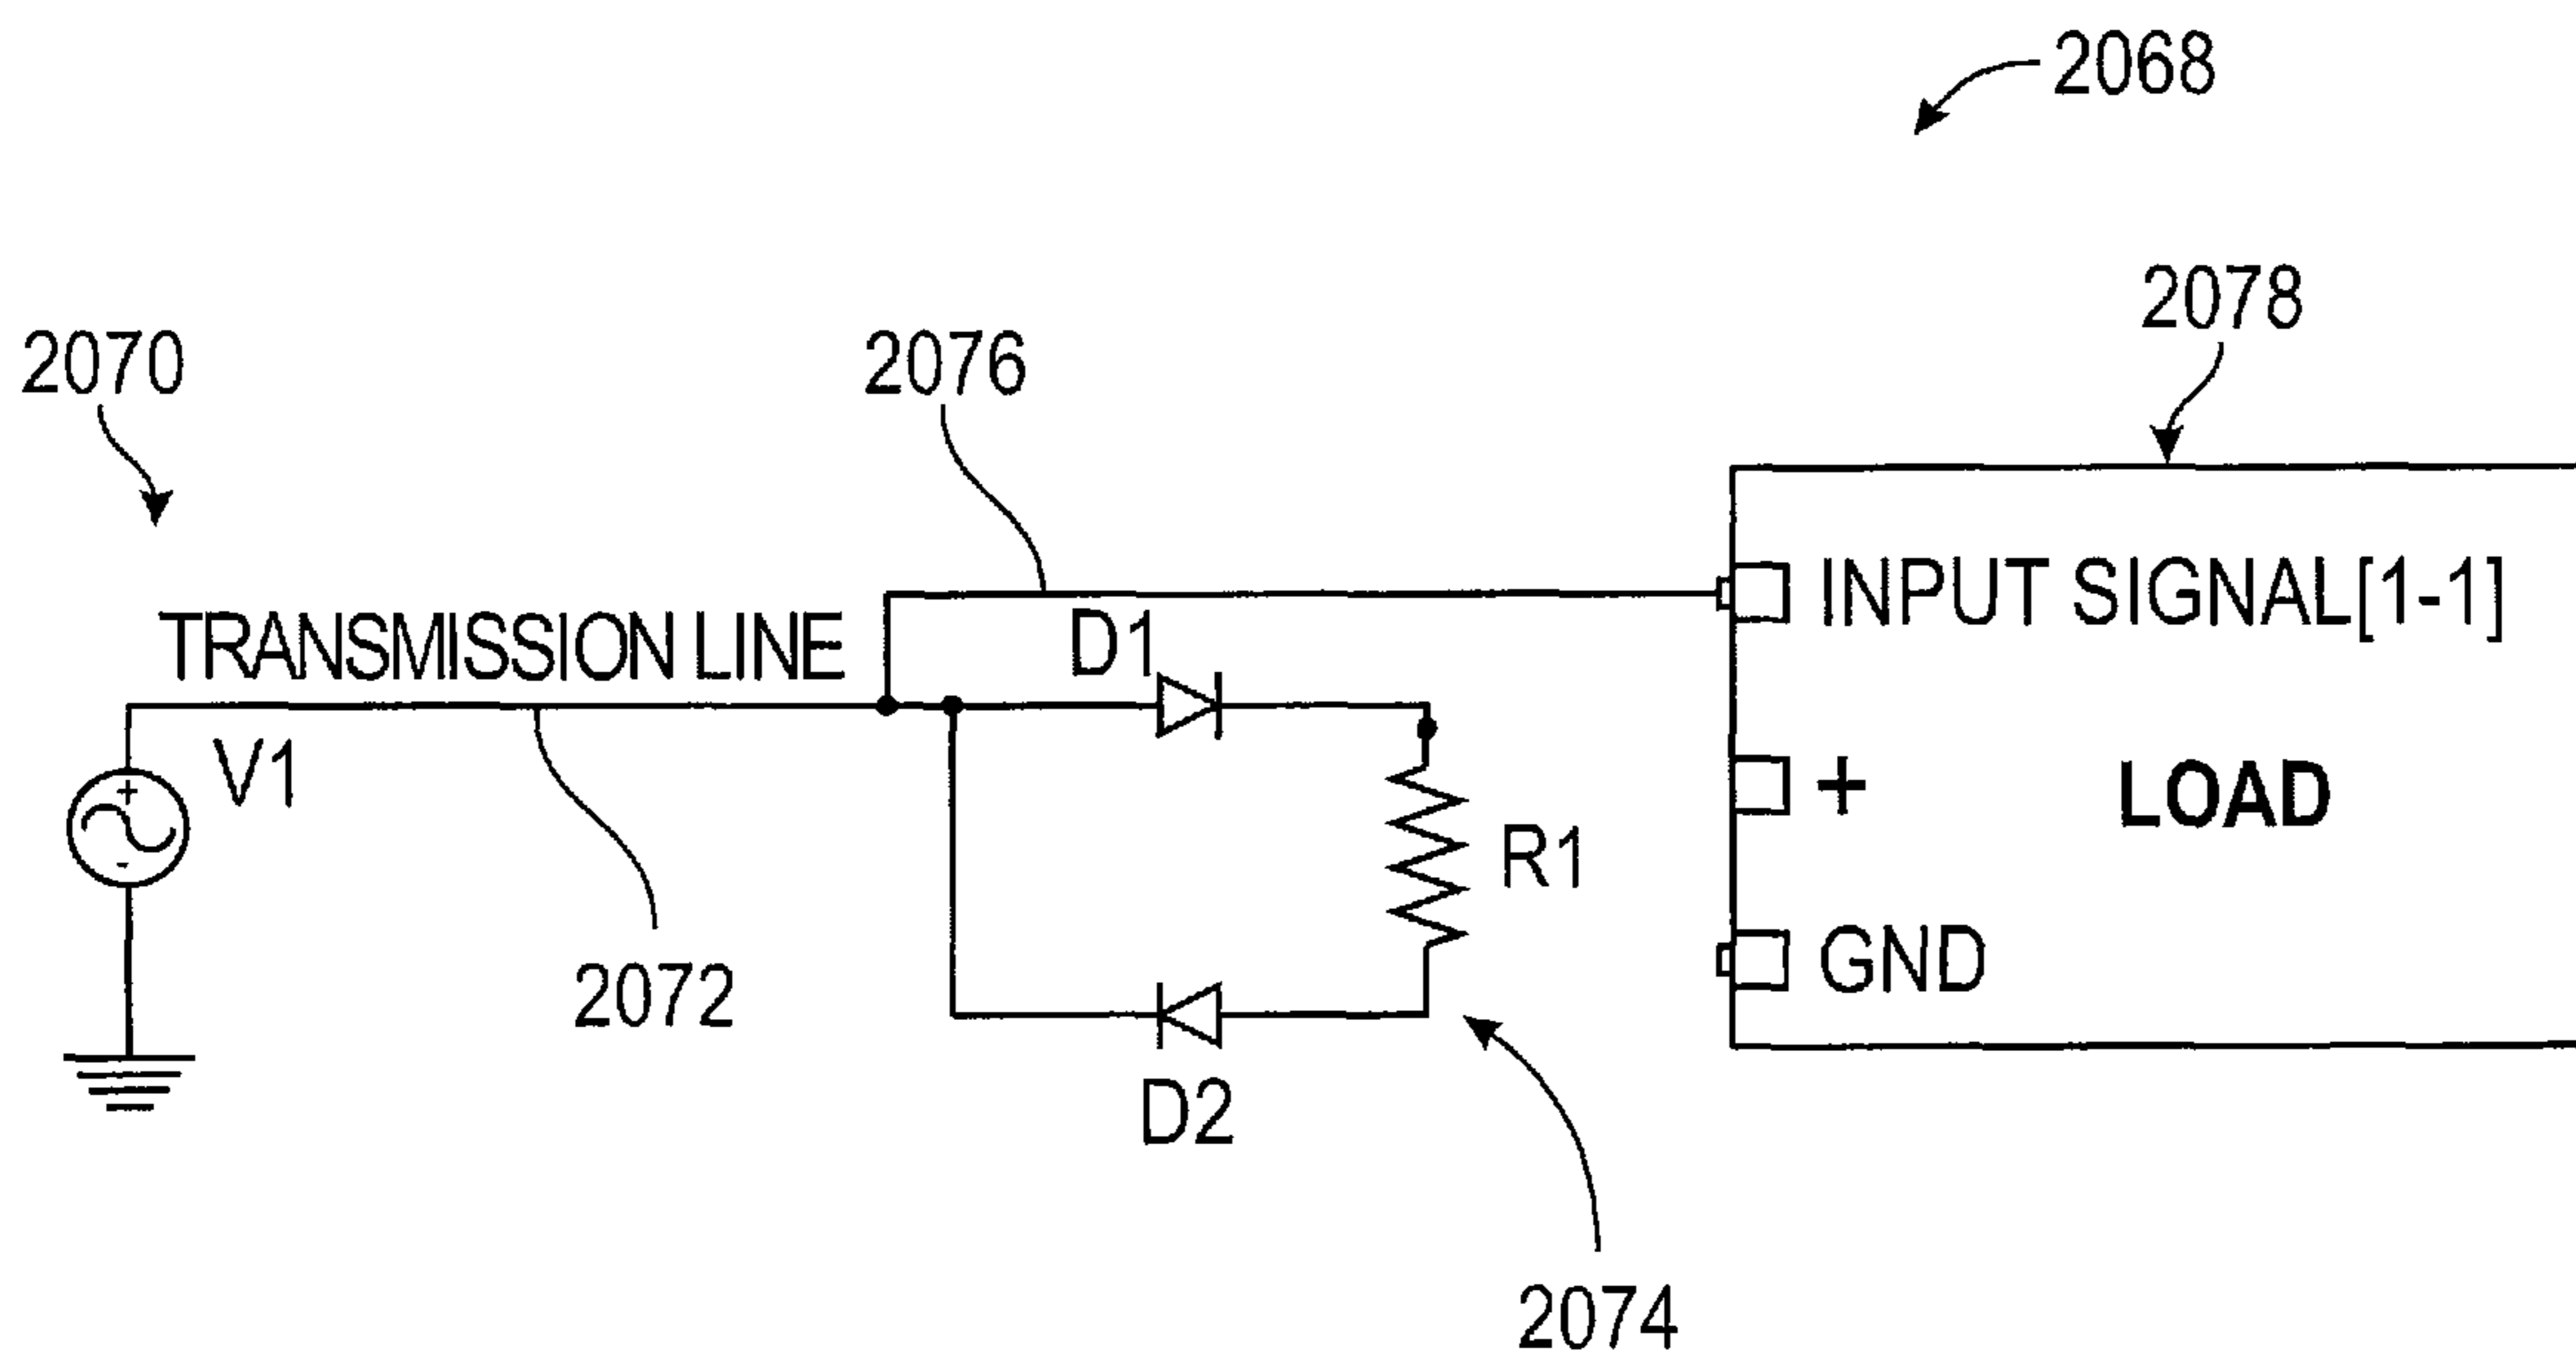 2068
2078
2070
2076
TRANSMISSION LINE
D1
INPUT SIGNAL[1-1]
V1
+
-
R1
+
LOAD
2072
GND
D2
2074